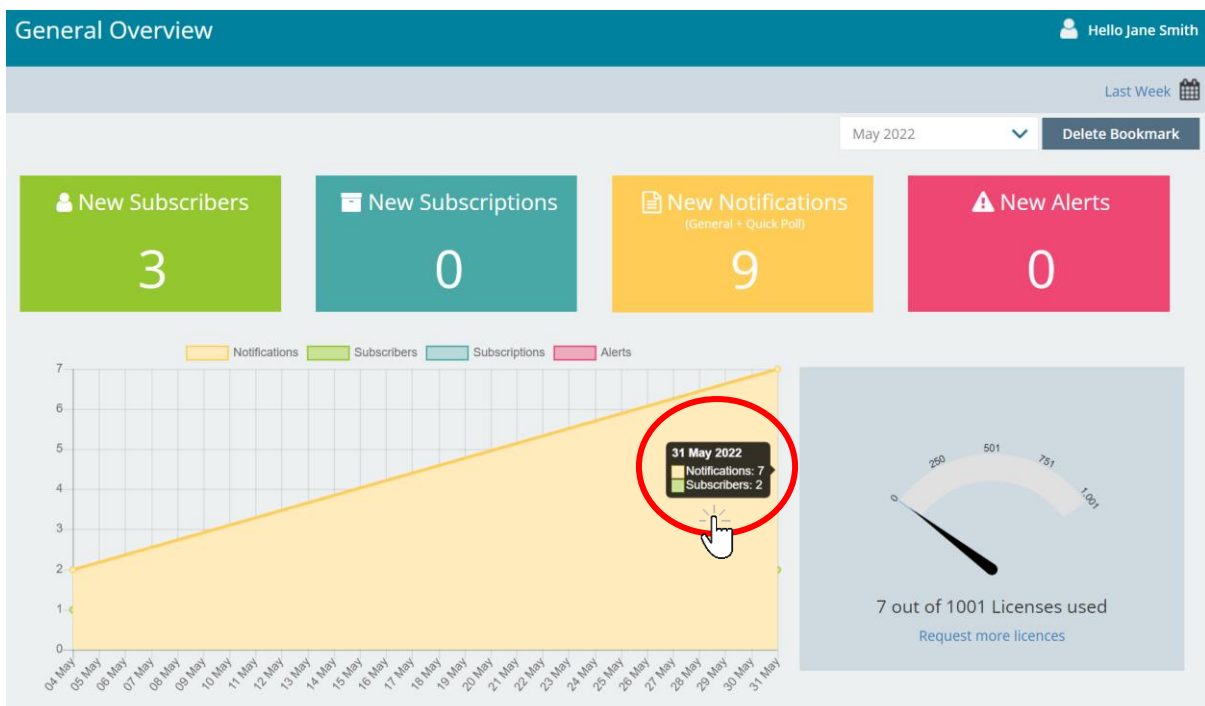 General Overview
Hello Jane Smith
Last Week
May 2022
Delete Bookmark
New Subscribers
3
New Subscriptions
0
New Notifications
(General + Quick Poll)
9
New Alerts
0
Notifications Subscribers Subscriptions Alerts
7
6
5
4
3
2
1
0
31 May 2022
Notifications: 7
Subscribers: 2
04 May 05 May 06 May 07 May 08 May 09 May 10 May 11 May 12 May 13 May 14 May 15 May 16 May 17 May 18 May 19 May 20 May 21 May 22 May 23 May 24 May 25 May 26 May 27 May 28 May 29 May 30 May 31 May
0 250 501 751 1,001
7 out of 1001 Licenses used
Request more licences